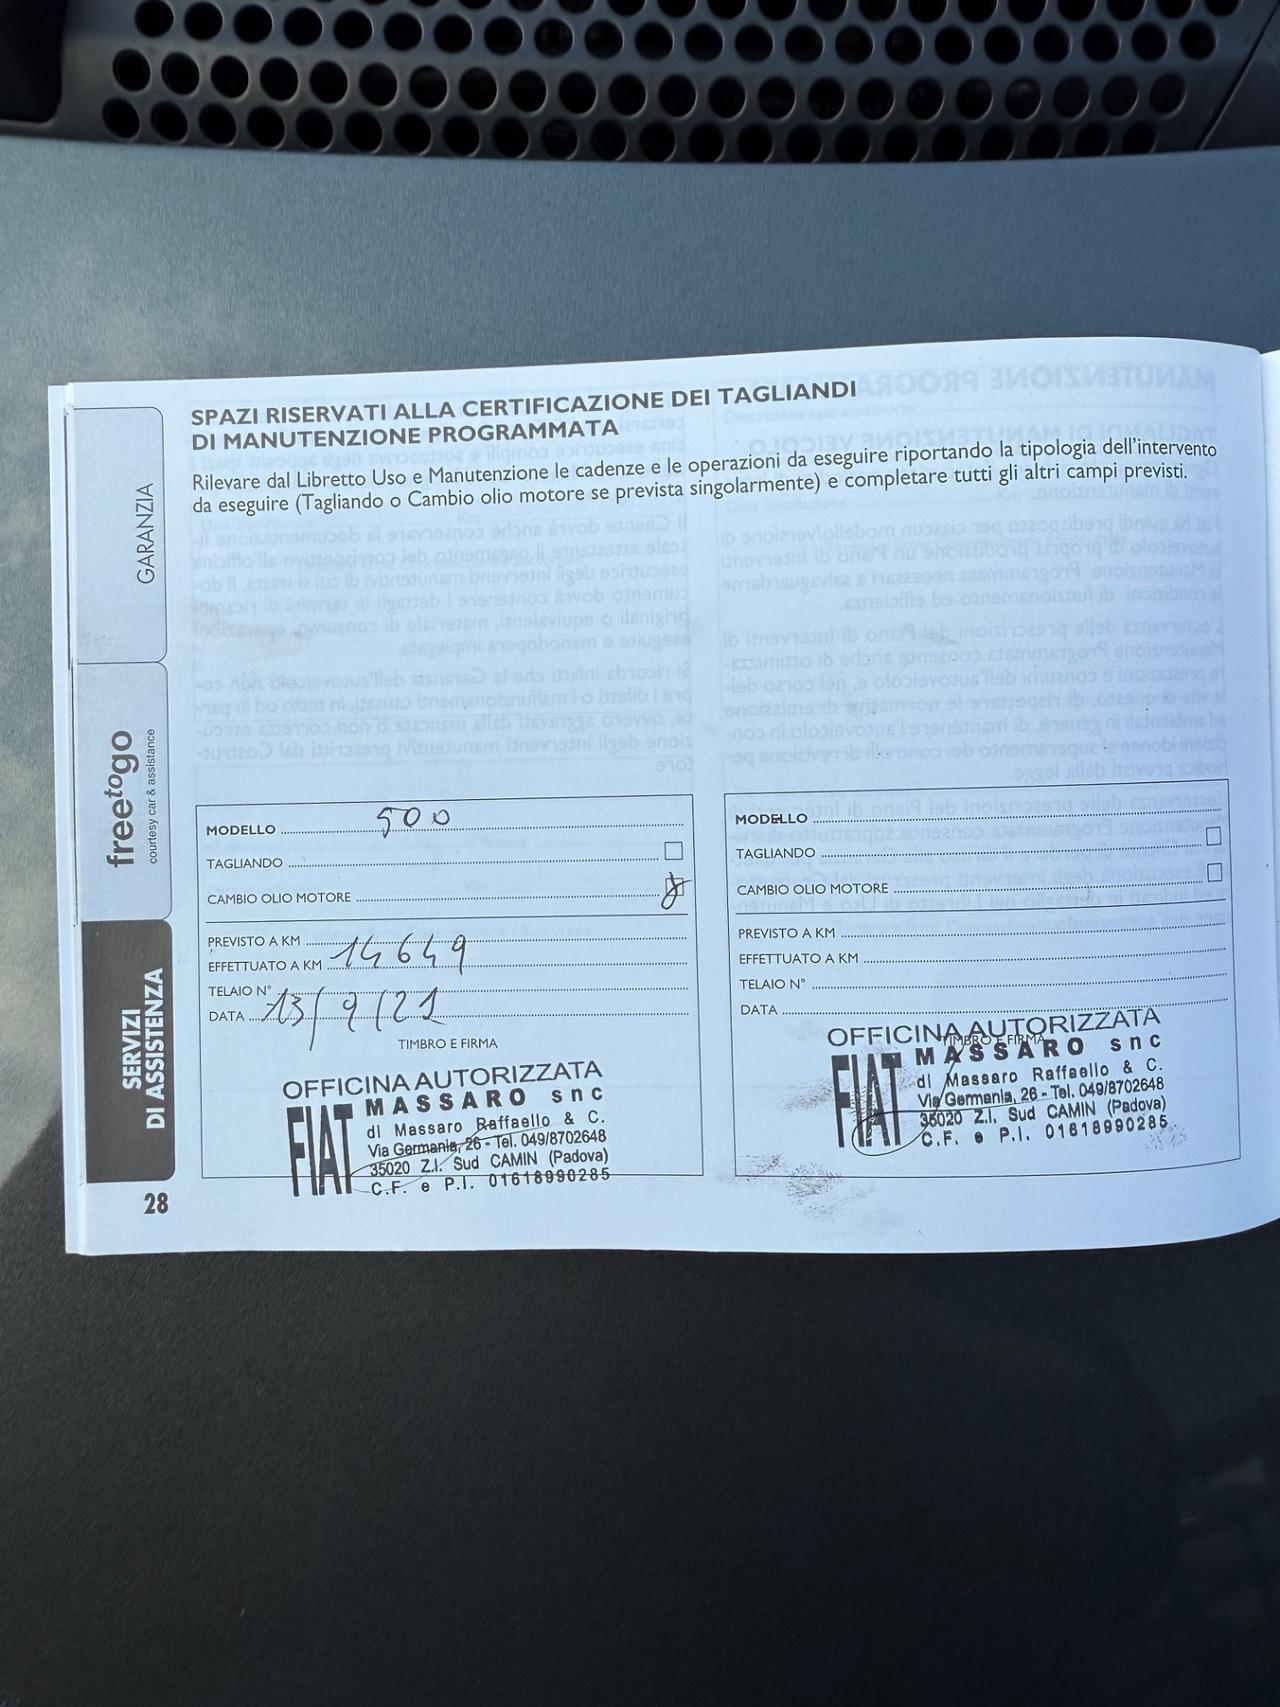 SPAZI RISERVATI ALLA CERTIFICAZIONE DEI TAGLIANDI
DI MANUTENZIONE PROGRAMMATA
Rilevare dal Libretto Uso e Manutenzione le cadenze e le operazioni da eseguire riportando la tipologia dell'intervento
da eseguire (Tagliando o Cambio olio motore se prevista singolarmente) e completare tutti gli altri campi previsti.
GARANZIA
freetogo
courtesy car & assistance
SERVIZI
DI ASSISTENZA
28
MODELLO 500
TAGLIANDO
CAMBIO OLIO MOTORE
PREVISTO A KM
EFFETTUATO A KM 14649
TELAIO N°
DATA 13/9/21
TIMBRO E FIRMA
OFFICINA AUTORIZZATA
FIAT
MASSARO snc
di Massaro Raffaello & C.
Via Germania, 26 - Tel. 049/8702648
35020 Z.I. Sud CAMIN (Padova)
C.F. e P.I. 01618990285
MODELLO
TAGLIANDO
CAMBIO OLIO MOTORE
PREVISTO A KM
EFFETTUATO A KM
TELAIO N°
DATA
TIMBRO E FIRMA
OFFICINA AUTORIZZATA
FIAT
MASSARO snc
di Massaro Raffaello & C.
Via Germania, 26 - Tel. 049/8702648
35020 Z.I. Sud CAMIN (Padova)
C.F. e P.I. 01618990285